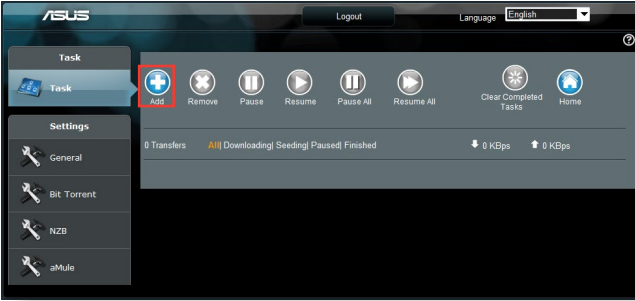 ASUS
Logout
Language English
?
Task
Task
Add Remove Pause Resume Pause All Resume All Clear Completed Tasks Home
Settings
0 Transfers All| Downloading| Seeding| Paused| Finished 0 KBps 0 KBps
General
Bit Torrent
NZB
aMule